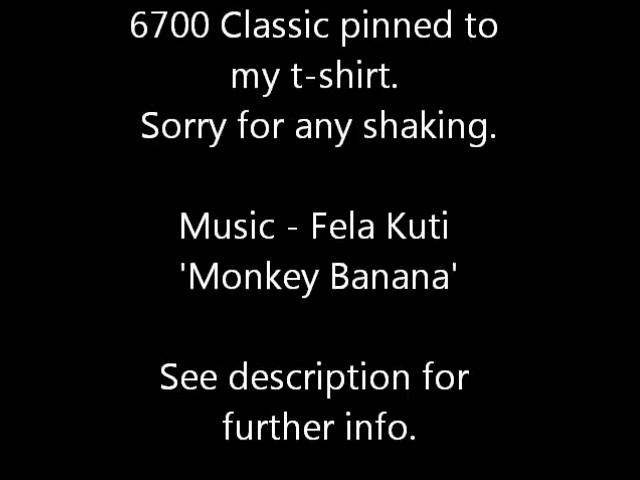 6700 Classic pinned to
my t-shirt.
Sorry for any shaking.
Music - Fela Kuti
'Monkey Banana'
See description for
further info.